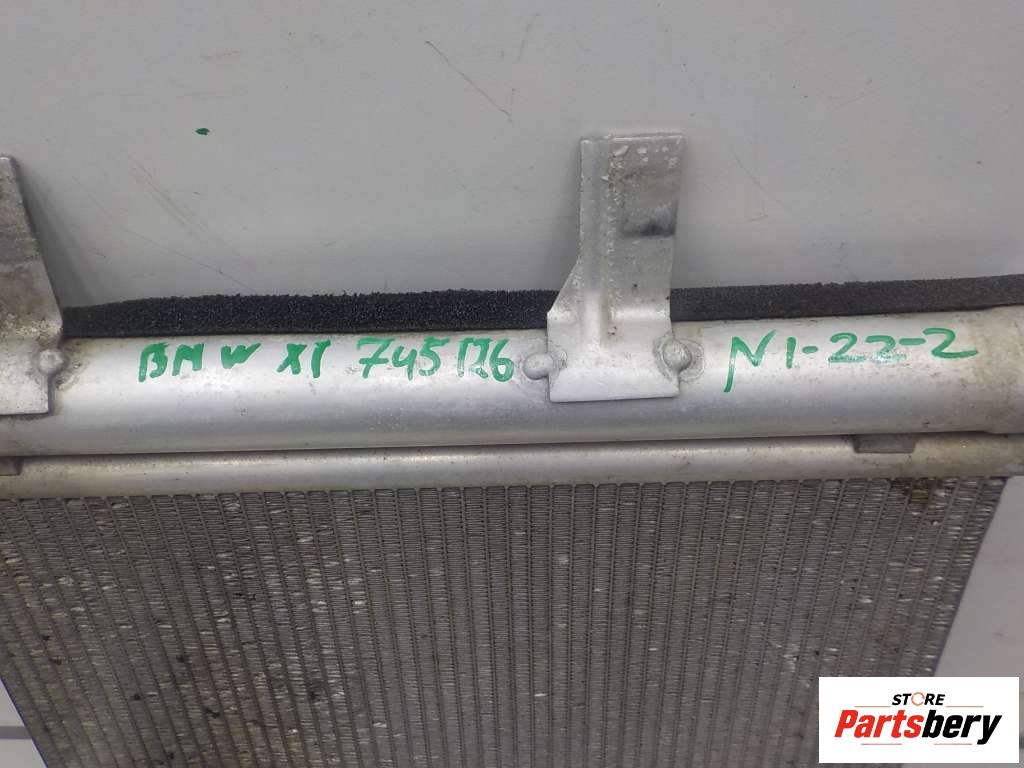 BMW X1 745126 N1-22-2
STORE
Partsbery